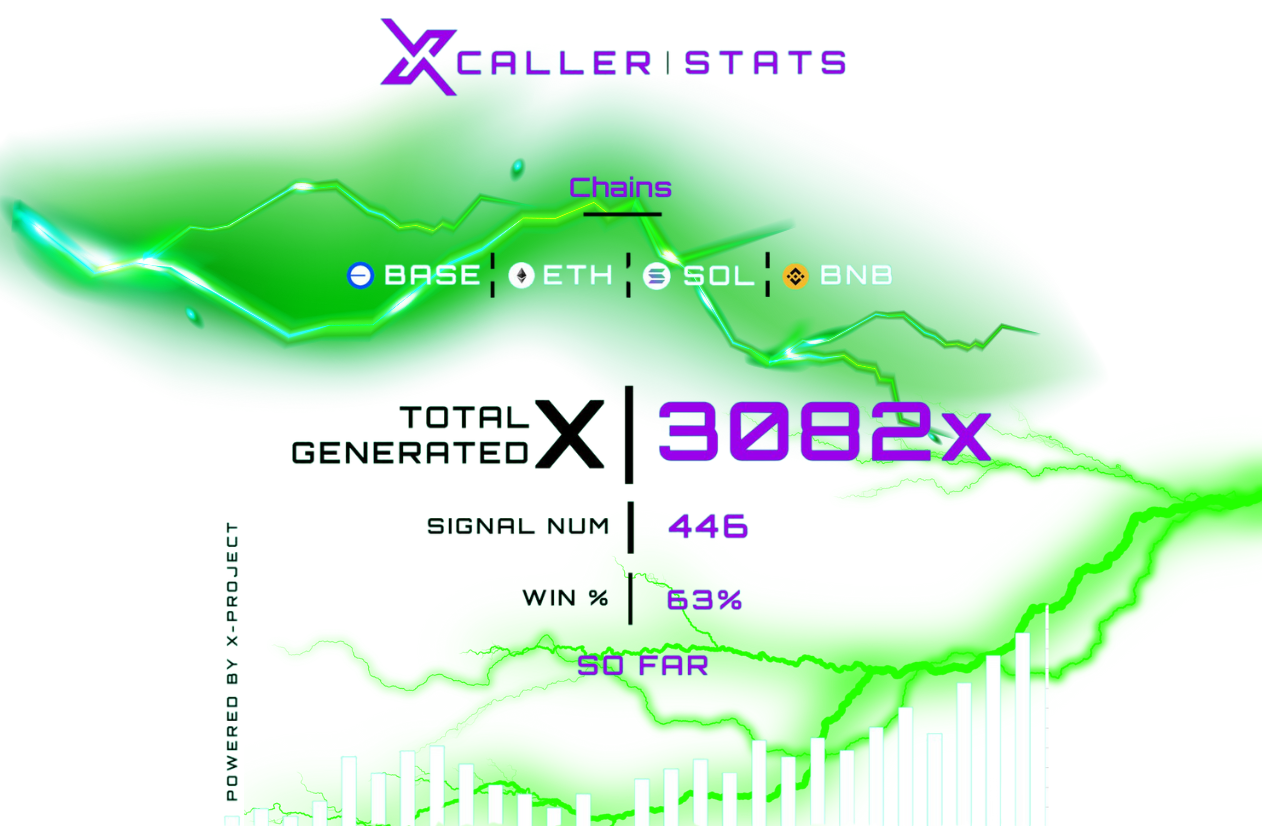 X CALLER | STATS
Chains
BASE ¦ ETH ¦ SOL ¦ BNB
TOTAL GENERATED X | 3082x
SIGNAL NUM | 446
WIN % | 63%
SO FAR
POWERED BY X-PROJECT